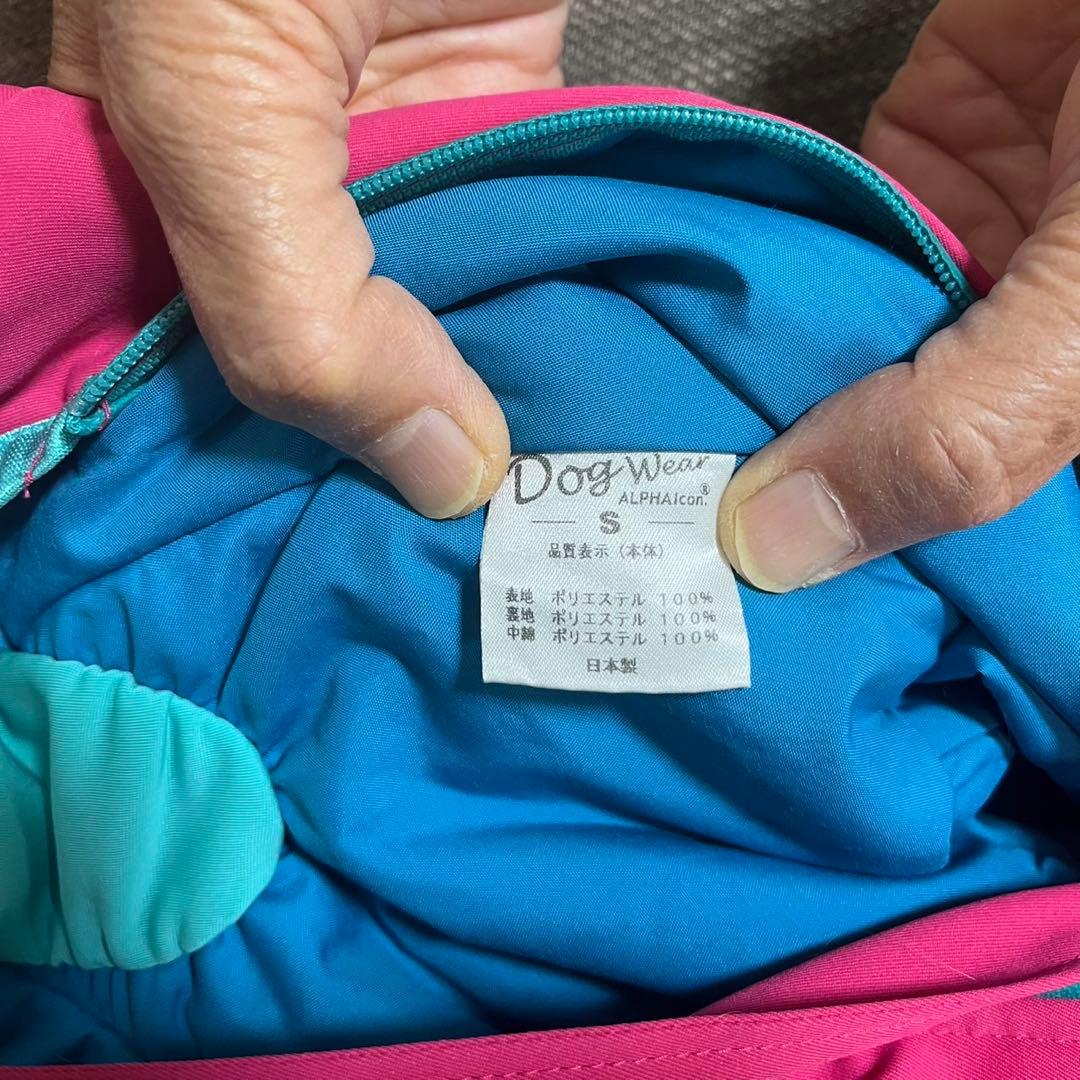 Dog Wear
ALPHAIcon®
S
品質表示（本体）
表地 ポリエステル 100%
裏地 ポリエステル 100%
中綿 ポリエステル 100%
日本製